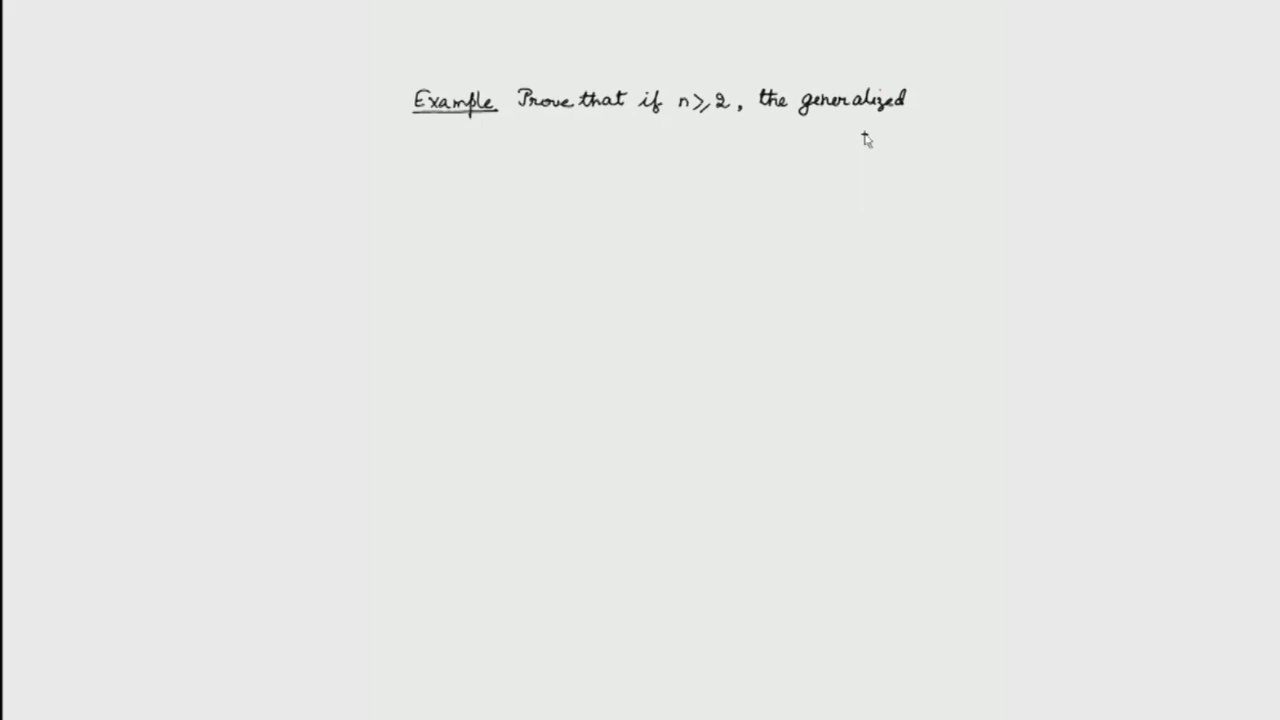 Example Prove that if n ⩾ 2, the generalized